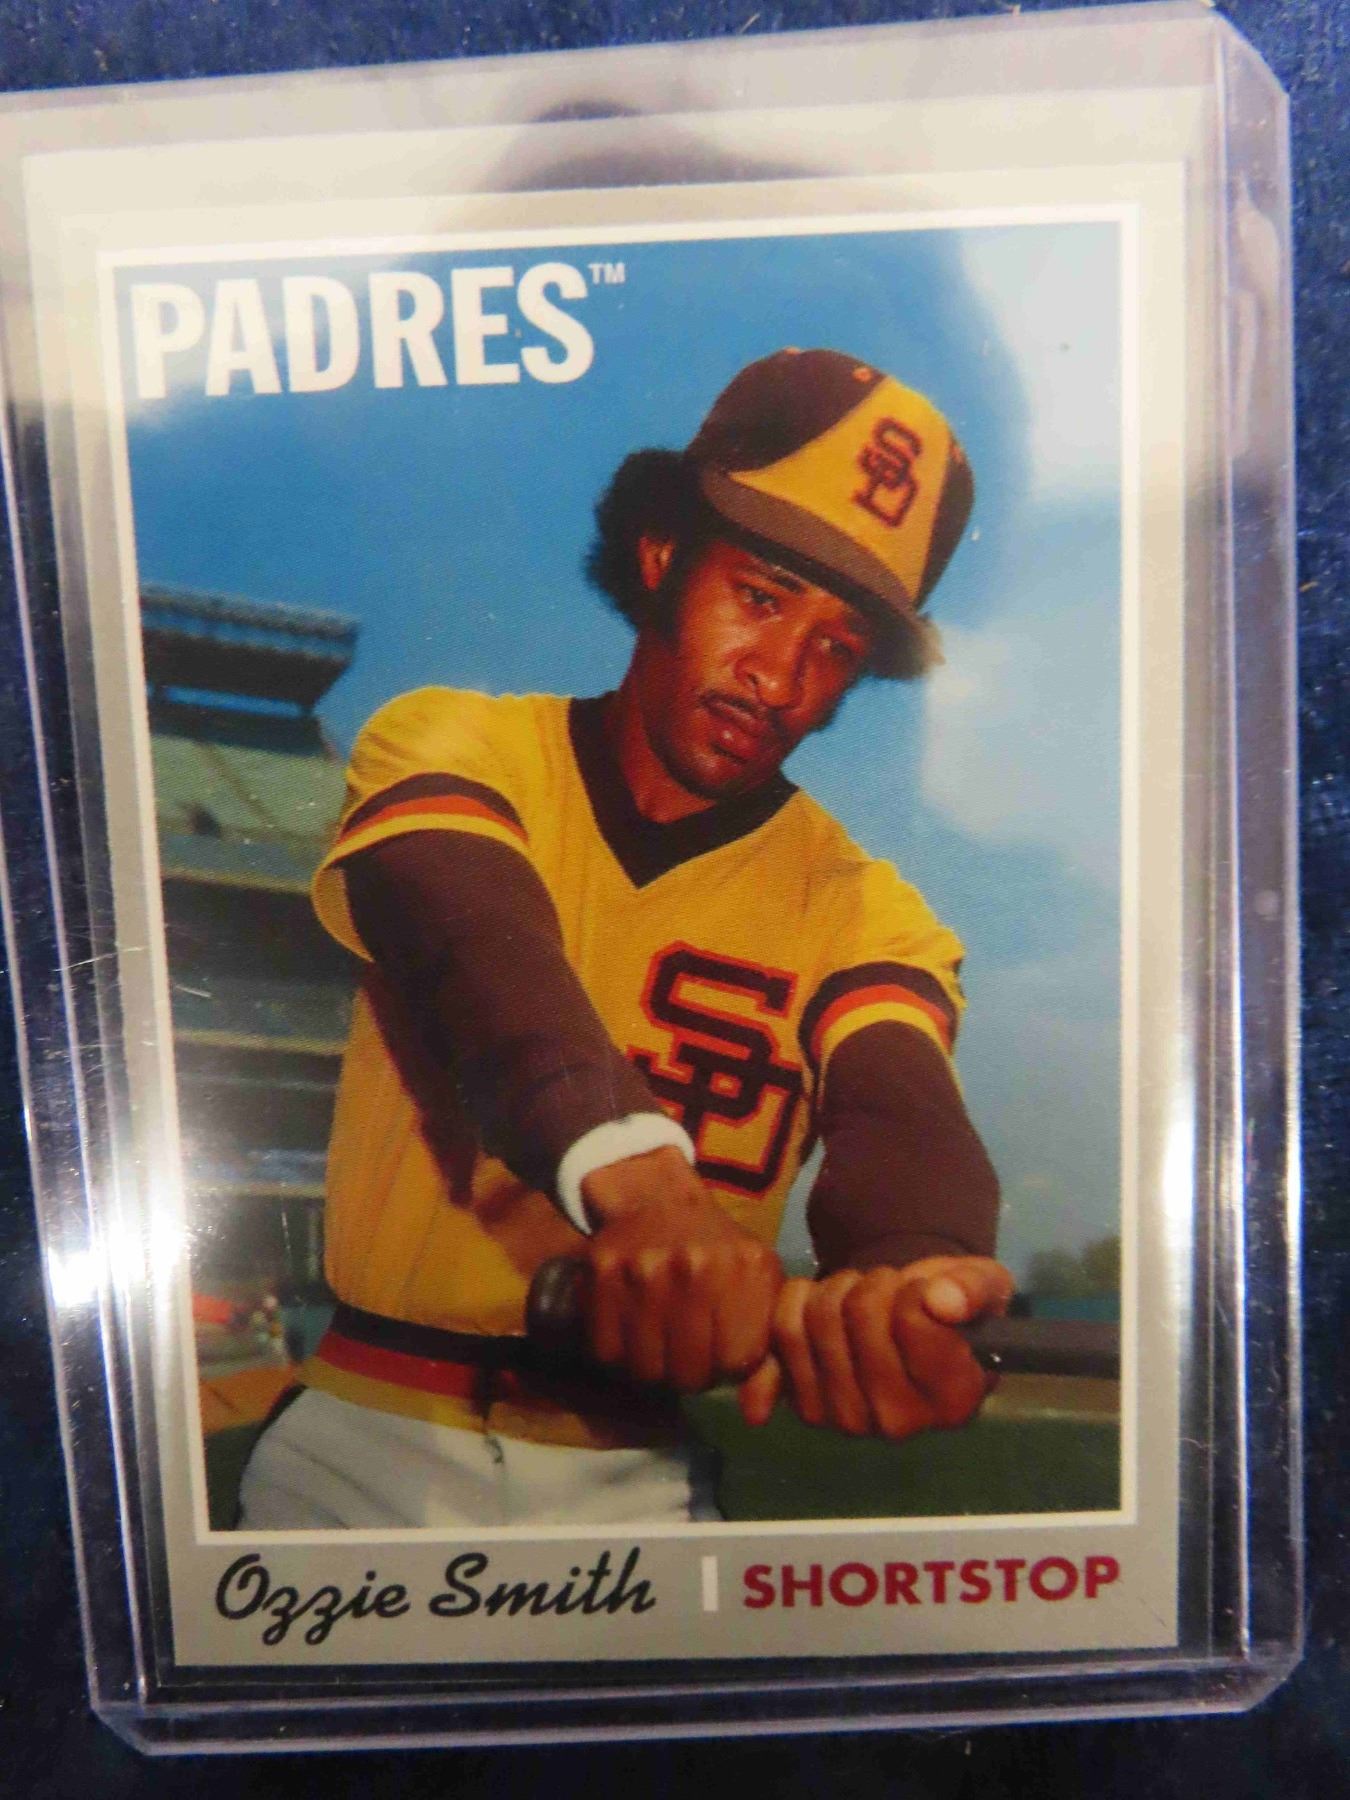 PADRES™
SD
SD
Ozzie Smith | SHORTSTOP